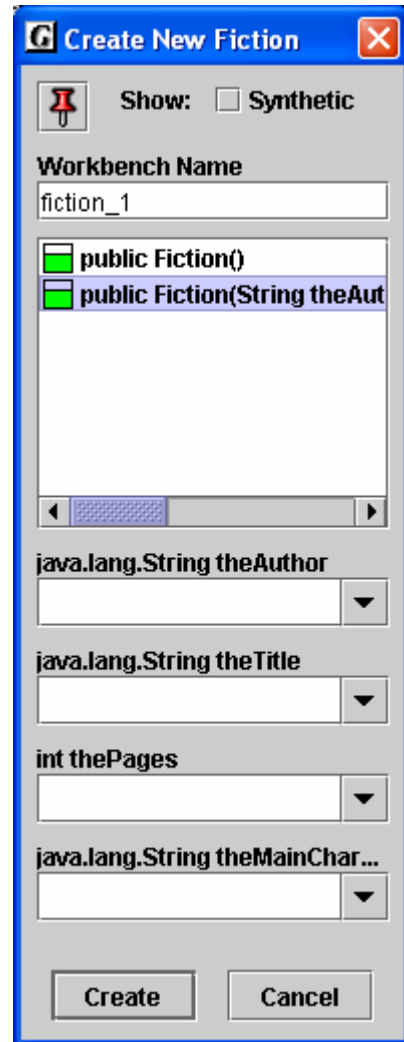 G Create New Fiction
Show: Synthetic
Workbench Name
fiction_1
public Fiction()
public Fiction(String theAut
java.lang.String theAuthor
java.lang.String theTitle
int thePages
java.lang.String theMainChar...
Create Cancel